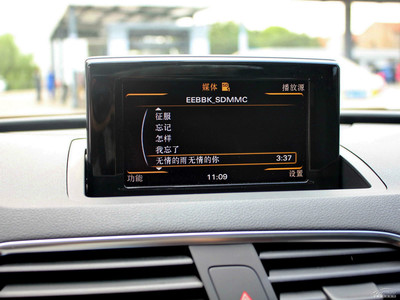 媒体
播放源
EEBBK_SDMMC
征服
忘记
怎样
我忘了
无情的雨无情的你 3:37
功能 11:09 设置